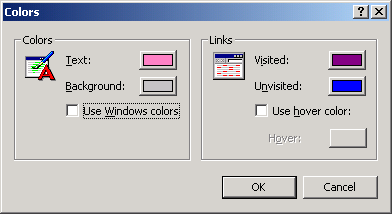 Colors
Colors
Text:
Background:
Use Windows colors
Links
Visited:
Unvisited:
Use hover color:
Hover:
OK
Cancel